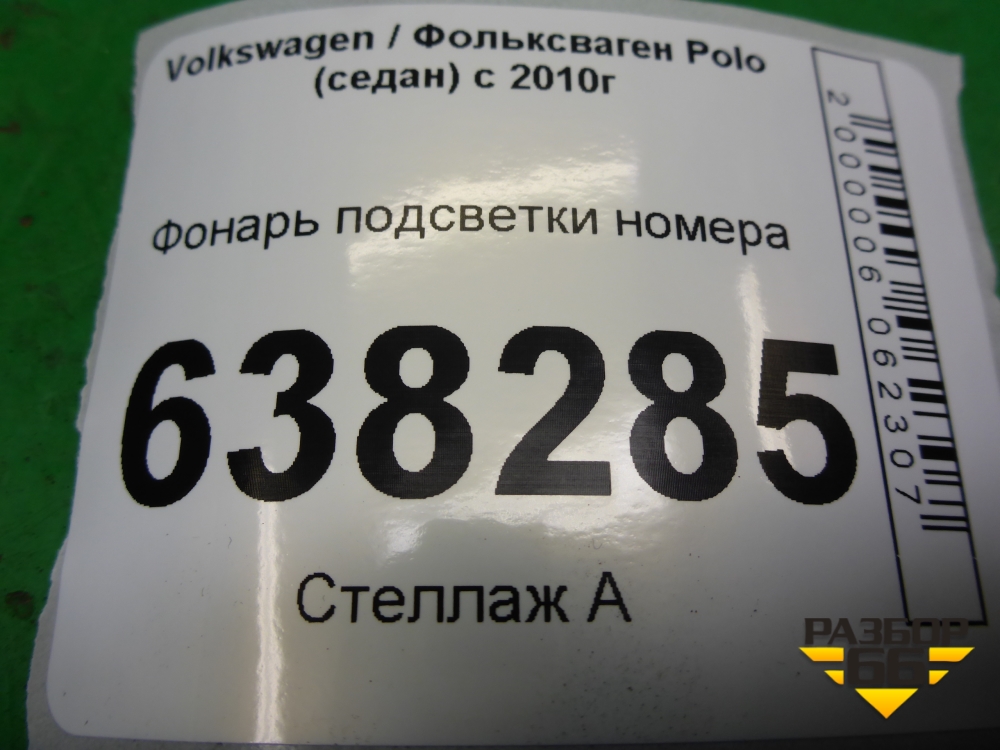 Volkswagen / Фольксваген Polo
(седан) с 2010г
Фонарь подсветки номера
638285
Стеллаж А
2000006062307
РАЗБОР
66